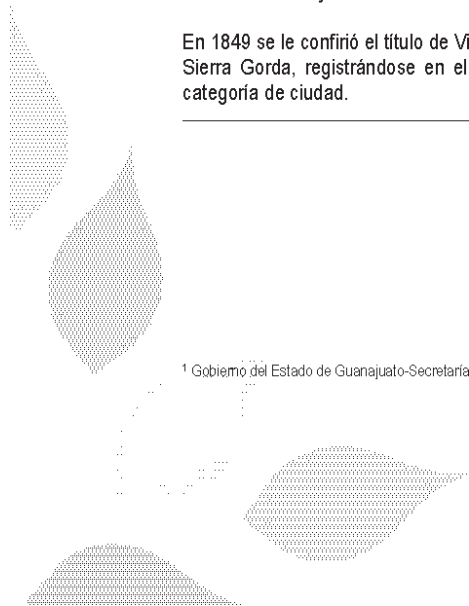 En 1849 se le confirió el título de Vi
Sierra Gorda, registrándose en el
categoría de ciudad.
¹ Gobierno del Estado de Guanajuato-Secretaría